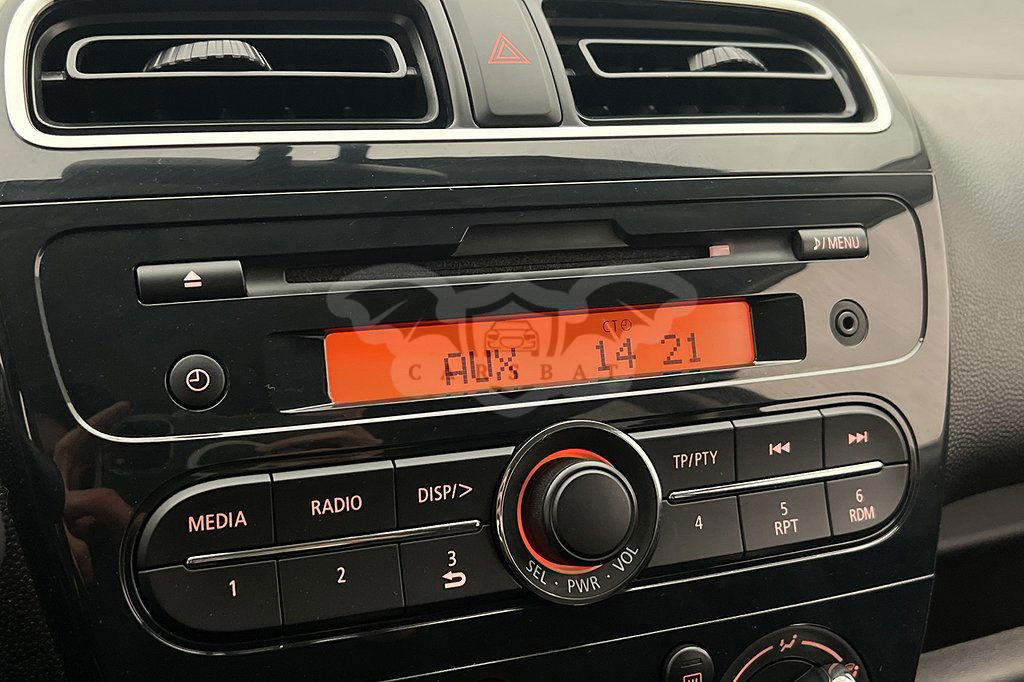 ♪/MENU
CT
AUX 14 21
CARSBAT
MEDIA RADIO DISP/> TP/PTY
1 2 3 4 5 6
RPT RDM
SEL · PWR · VOL